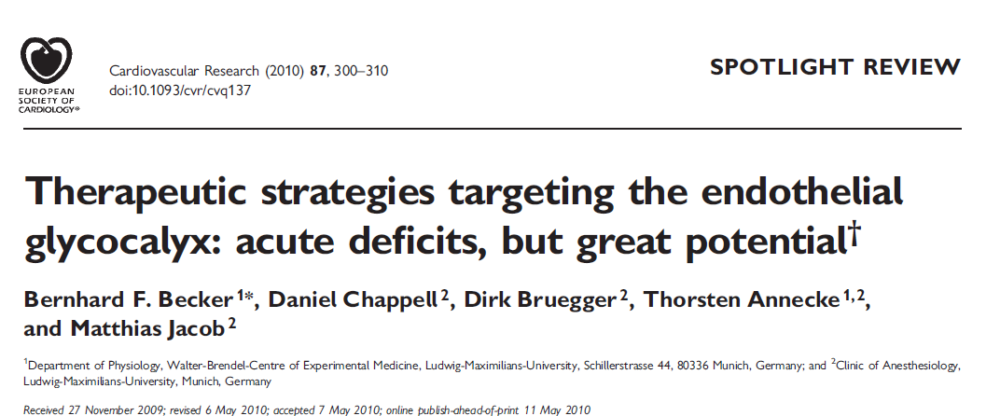 EUROPEAN
SOCIETY OF
CARDIOLOGY®
Cardiovascular Research (2010) 87, 300–310
doi:10.1093/cvr/cvq137
SPOTLIGHT REVIEW
Therapeutic strategies targeting the endothelial
glycocalyx: acute deficits, but great potential†
Bernhard F. Becker1*, Daniel Chappell2, Dirk Bruegger2, Thorsten Annecke1,2,
and Matthias Jacob2
1Department of Physiology, Walter-Brendel-Centre of Experimental Medicine, Ludwig-Maximilians-University, Schillerstrasse 44, 80336 Munich, Germany; and 2Clinic of Anesthesiology,
Ludwig-Maximilians-University, Munich, Germany
Received 27 November 2009; revised 6 May 2010; accepted 7 May 2010; online publish-ahead-of-print 11 May 2010